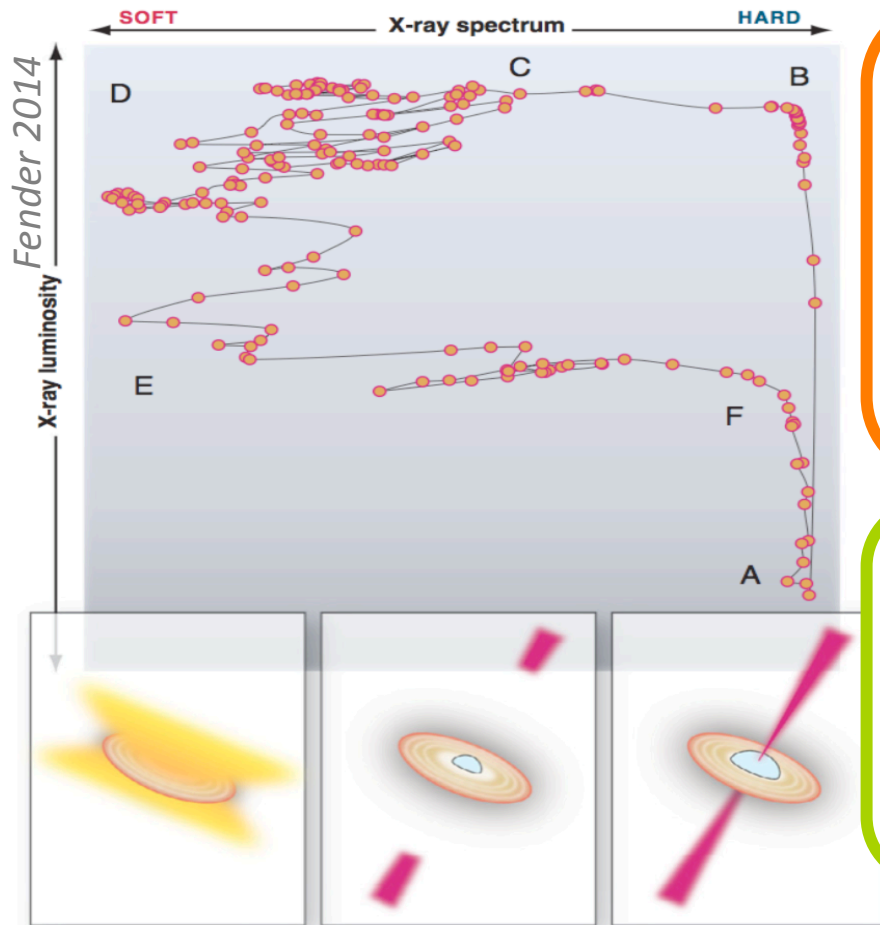 SOFT
X-ray spectrum
HARD
C
B
D
Fender 2014
X-ray luminosity
E
F
A